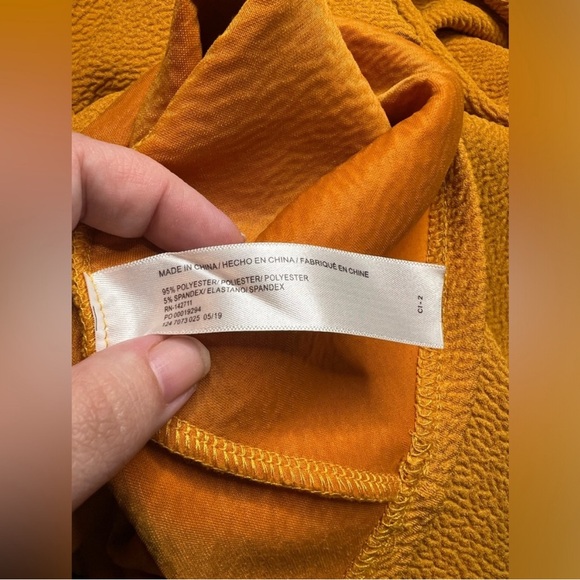 MADE IN CHINA / HECHO EN CHINA / FABRIQUÉ EN CHINE
95% POLYESTER/ POLIESTER/ POLYESTER
5% SPANDEX/ ELASTANO/ SPANDEX
RN-142711
PO 00019294
124 7073 025 05/19
CI - 2